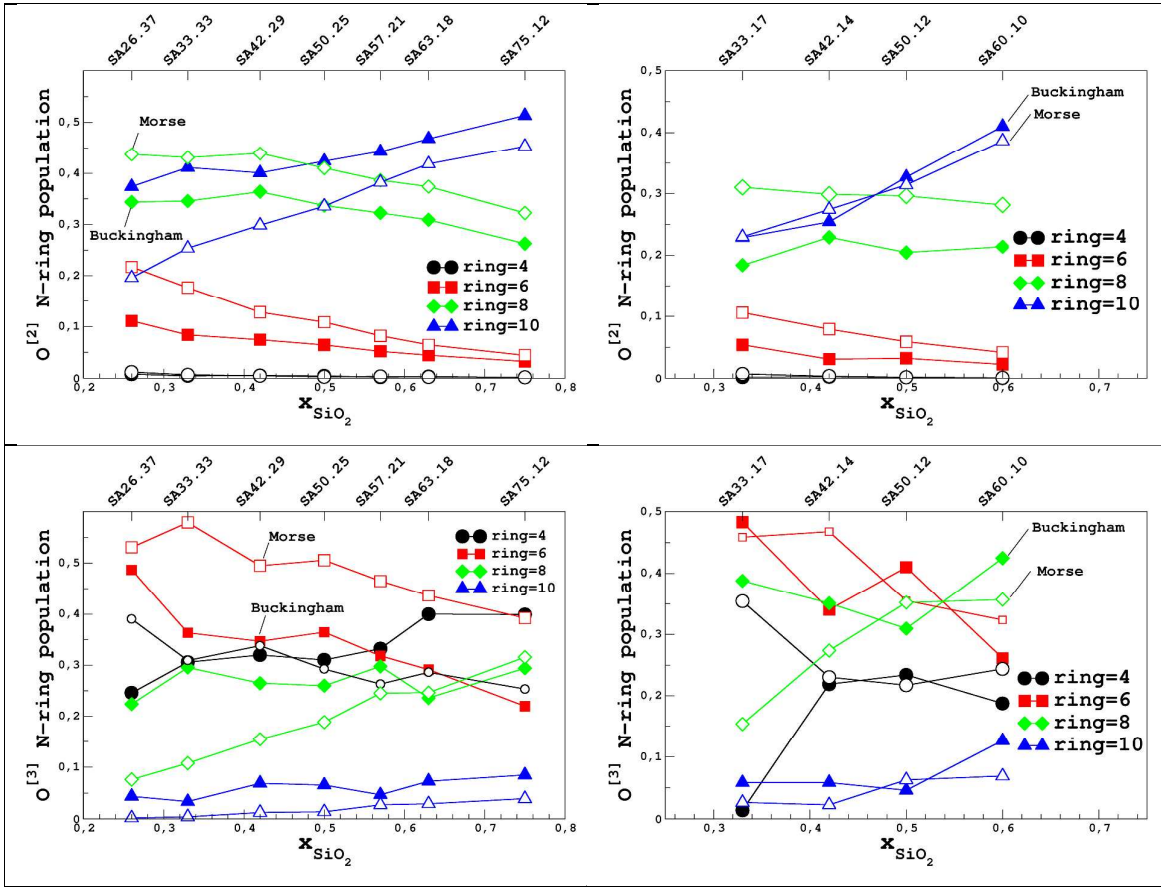 SA26.37 SA33.33 SA42.29 SA50.25 SA57.21 SA63.18 SA75.12
O[2] N-ring population
0,5
0,4
0,3
0,2
0,1
0
Morse
Buckingham
ring=4
ring=6
ring=8
ring=10
0,2 0,3 0,4 0,5 0,6 0,7 0,8
xSiO2
SA33.17 SA42.14 SA50.12 SA60.10
O[2] N-ring population
0,5
0,4
0,3
0,2
0,1
0
Buckingham
Morse
ring=4
ring=6
ring=8
ring=10
0,3 0,4 0,5 0,6 0,7
xSiO2
SA26.37 SA33.33 SA42.29 SA50.25 SA57.21 SA63.18 SA75.12
O[3] N-ring population
0,5
0,4
0,3
0,2
0,1
0
Morse
Buckingham
ring=4
ring=6
ring=8
ring=10
0,2 0,3 0,4 0,5 0,6 0,7 0,8
xSiO2
SA33.17 SA42.14 SA50.12 SA60.10
O[3] N-ring population
0,5
0,4
0,3
0,2
0,1
0
Buckingham
Morse
ring=4
ring=6
ring=8
ring=10
0,3 0,4 0,5 0,6 0,7
xSiO2